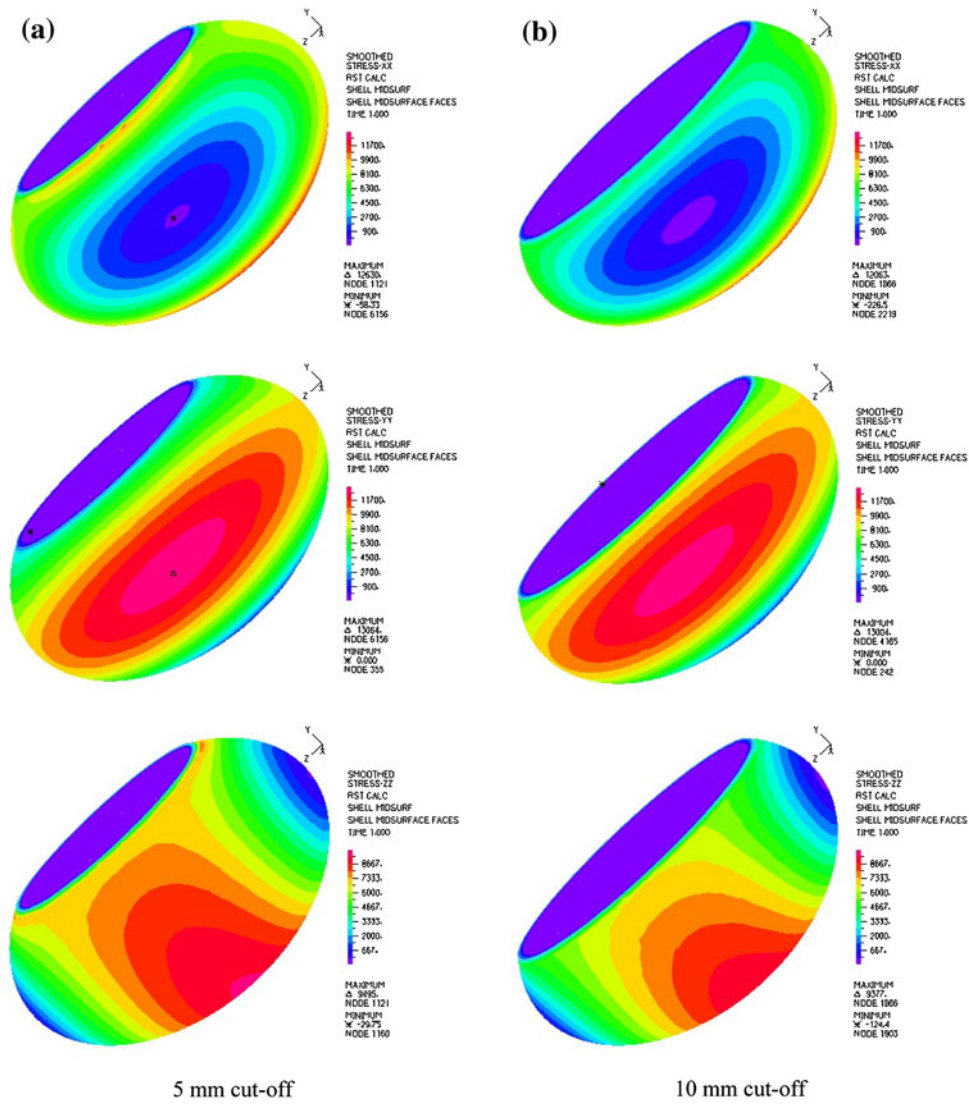 (a)
Y
X
Z
SMOOTHED
STRESS-XX
RST CALC
SHELL MIDSURF
SHELL MIDSURFACE FACES
TIME 1.000
11700.
9900.
8100.
6300.
4500.
2700.
900.
MAXIMUM
12630.
NODE 1121
MINIMUM
-58.33
NODE 6156
(b)
Y
X
Z
SMOOTHED
STRESS-XX
RST CALC
SHELL MIDSURF
SHELL MIDSURFACE FACES
TIME 1.000
11700.
9900.
8100.
6300.
4500.
2700.
900.
MAXIMUM
NODE 1866
MINIMUM
-226.5
NODE 2219
Y
X
Z
SMOOTHED
STRESS-YY
RST CALC
SHELL MIDSURF
SHELL MIDSURFACE FACES
TIME 1.000
11700.
9900.
8100.
6300.
4500.
2700.
900.
MAXIMUM
NODE 6156
MINIMUM
0.000
NODE 355
Y
X
Z
SMOOTHED
STRESS-YY
RST CALC
SHELL MIDSURF
SHELL MIDSURFACE FACES
TIME 1.000
11700.
9900.
8100.
6300.
4500.
2700.
900.
MAXIMUM
NODE 4165
MINIMUM
0.000
NODE 242
Y
X
Z
SMOOTHED
STRESS-ZZ
RST CALC
SHELL MIDSURF
SHELL MIDSURFACE FACES
TIME 1.000
8667.
7333.
6000.
4667.
3333.
2000.
667.
MAXIMUM
9495.
NODE 1121
MINIMUM
-29.75
NODE 1160
Y
X
Z
SMOOTHED
STRESS-ZZ
RST CALC
SHELL MIDSURF
SHELL MIDSURFACE FACES
TIME 1.000
8667.
7333.
6000.
4667.
3333.
2000.
667.
MAXIMUM
9377.
NODE 1866
MINIMUM
-124.4
NODE 1903
5 mm cut-off
10 mm cut-off